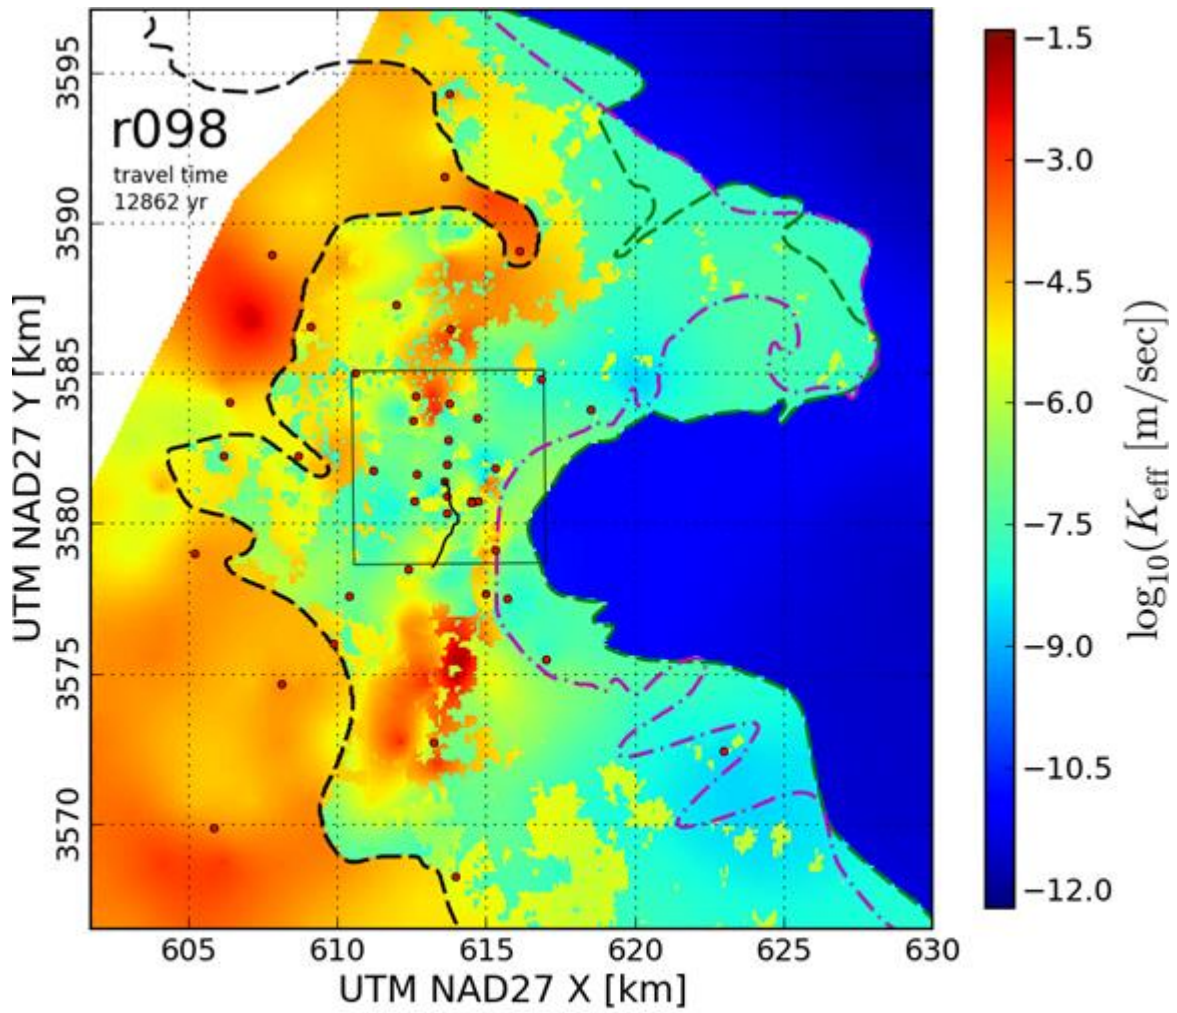 r098
travel time
12862 yr
3595
3590
3585
3580
3575
3570
UTM NAD27 Y [km]
605 610 615 620 625 630
UTM NAD27 X [km]
−1.5
−3.0
−4.5
−6.0
−7.5
−9.0
−10.5
−12.0
log₁₀(K_eff [m/sec])